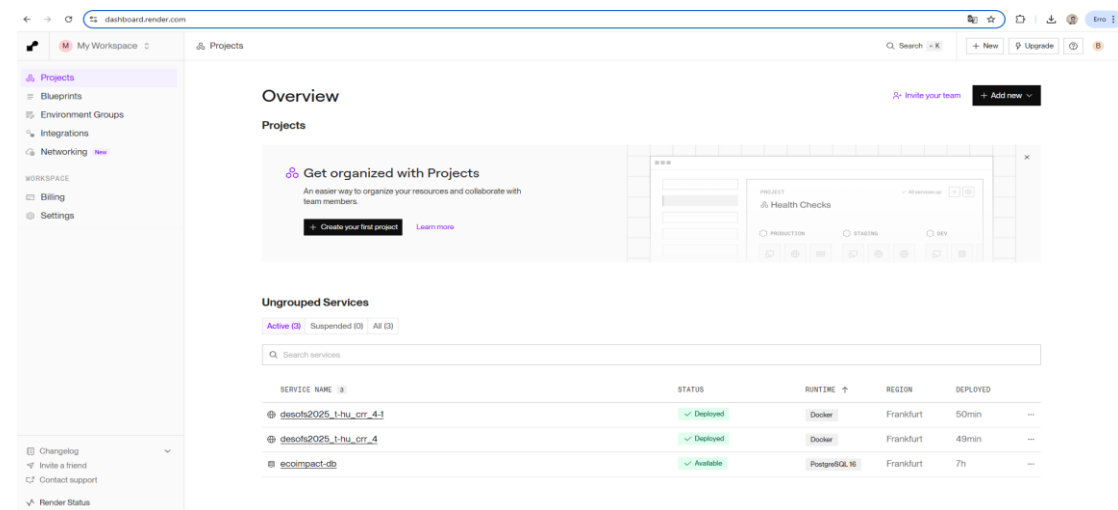 dashboard.render.com
Erro
M My Workspace
Projects
Search
K
+ New
Upgrade
B
Projects
Blueprints
Environment Groups
Integrations
Networking New
WORKSPACE
Billing
Settings
Changelog
Invite a friend
Contact support
Render Status
Overview
Invite your team
+ Add new
Projects
Get organized with Projects
An easier way to organize your resources and collaborate with
team members.
+ Create your first project
Learn more
PROJECT
All services up
Health Checks
PRODUCTION
STAGING
DEV
Ungrouped Services
Active (3) Suspended (0) All (3)
Search services
SERVICE NAME 3 STATUS RUNTIME ↑ REGION DEPLOYED
desofs2025_t-hu_crr_4-1 ✓ Deployed Docker Frankfurt 50min ...
desofs2025_t-hu_crr_4 ✓ Deployed Docker Frankfurt 49min ...
ecoimpact-db ✓ Available PostgreSQL 16 Frankfurt 7h ...